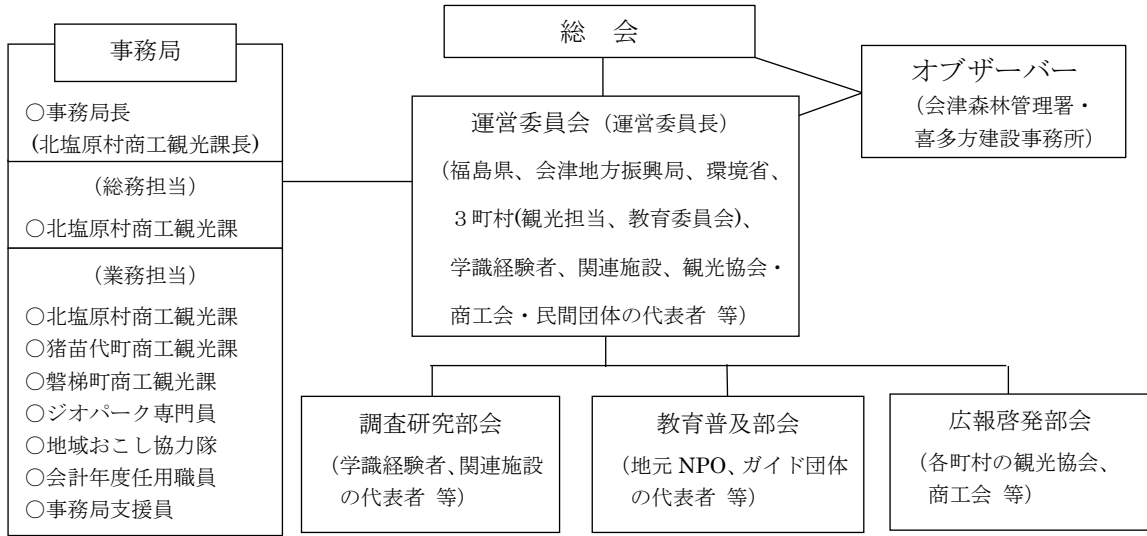 事務局
○事務局長
(北塩原村商工観光課長)
(総務担当)
○北塩原村商工観光課
(業務担当)
○北塩原村商工観光課
○猪苗代町商工観光課
○磐梯町商工観光課
○ジオパーク専門員
○地域おこし協力隊
○会計年度任用職員
○事務局支援員
総 会
オブザーバー
(会津森林管理署・
喜多方建設事務所)
運営委員会 (運営委員長)
(福島県、会津地方振興局、環境省、
3町村(観光担当、教育委員会)、
学識経験者、関連施設、観光協会・
商工会・民間団体の代表者 等)
調査研究部会
(学識経験者、関連施設
の代表者 等)
教育普及部会
(地元 NPO、ガイド団体
の代表者 等)
広報啓発部会
(各町村の観光協会、
商工会 等)